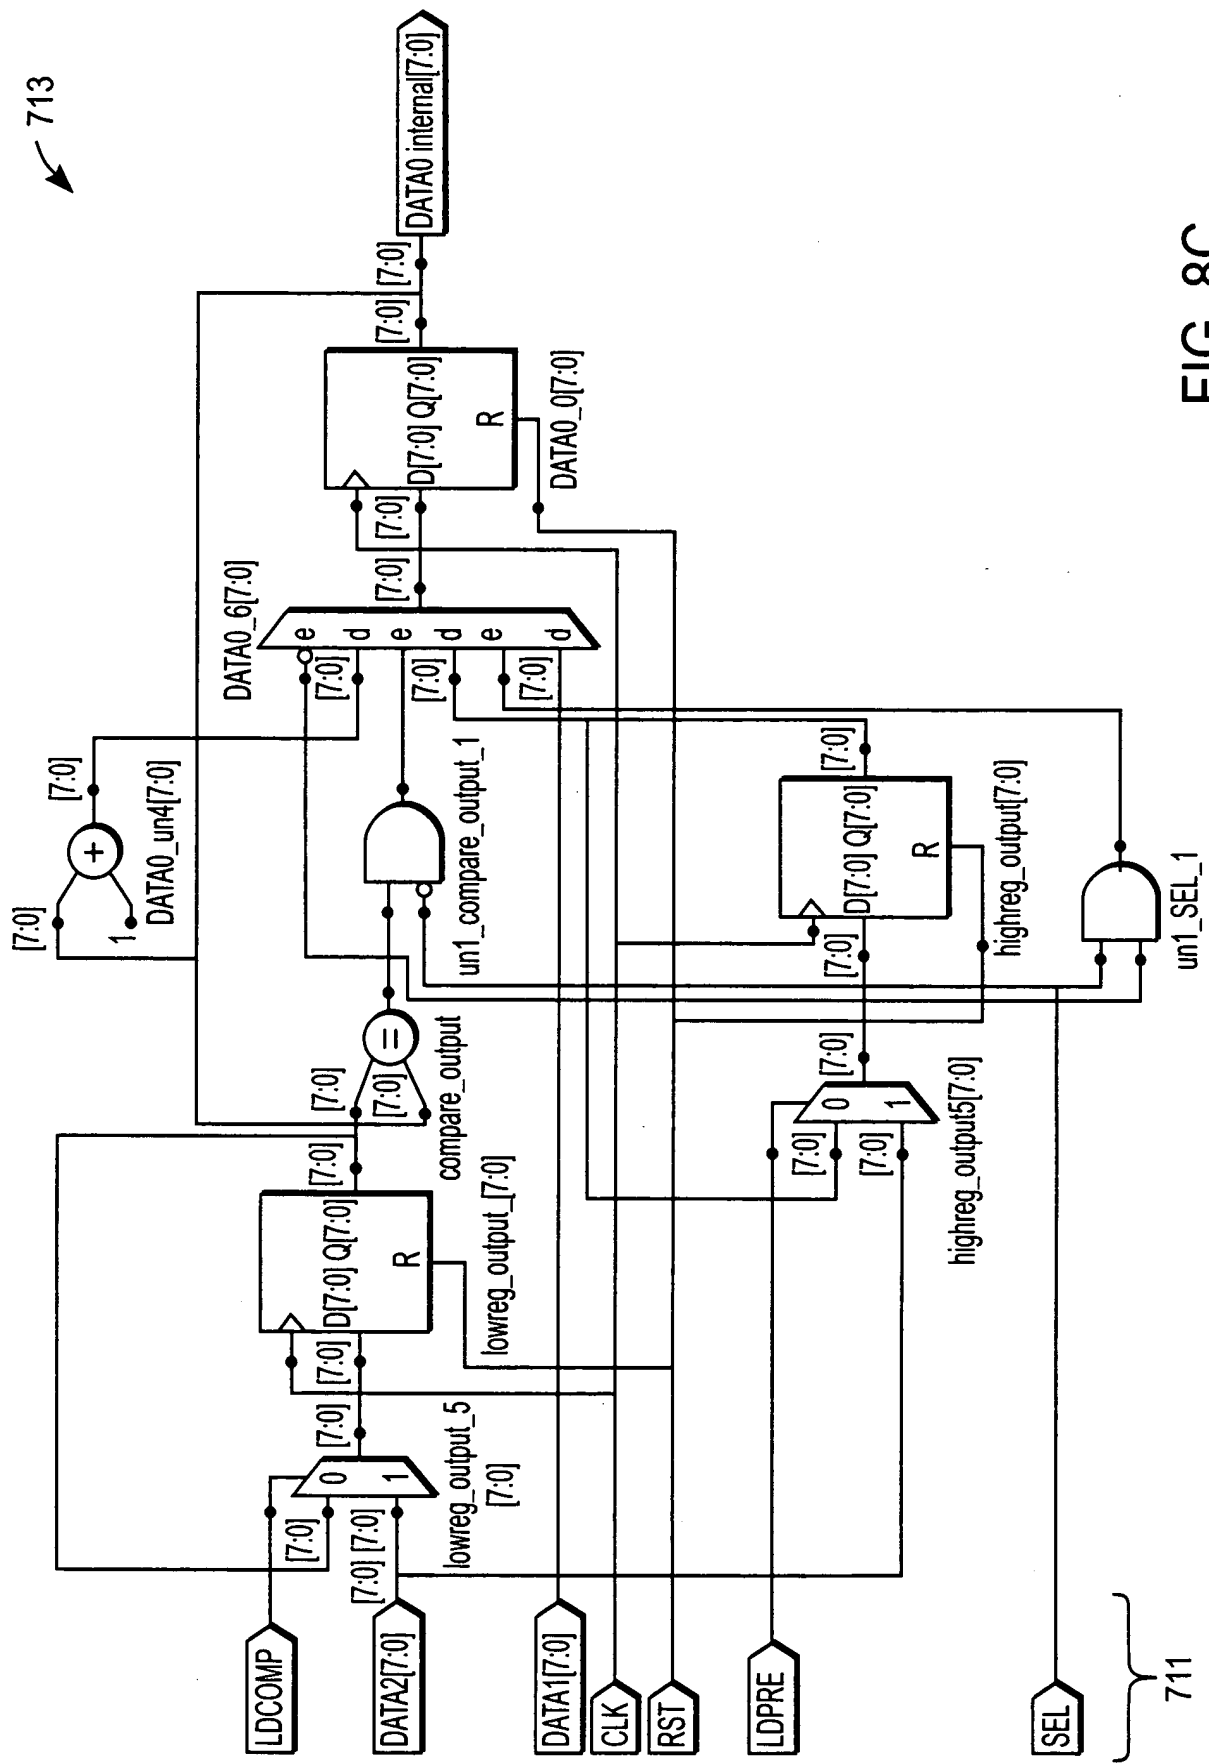 713
[7:0]
[7:0]
+
1
DATA0_un4[7:0]
DATA0_6[7:0]
LDCOMP
[7:0]
0
1
[7:0]
[7:0]
[7:0]
DATA2[7:0]
lowreg_output_5
[7:0]
[7:0]
[7:0]
D[7:0] Q[7:0]
R
lowreg_output_[7:0]
[7:0]
[7:0]
[7:0]
=
compare_output
un1_compare_output_1
e
d
e
d
e
d
[7:0]
[7:0]
[7:0]
[7:0]
[7:0]
D[7:0] Q[7:0]
R
DATA0_0[7:0]
[7:0]
[7:0]
DATA0 internal[7:0]
DATA1[7:0]
CLK
RST
LDPRE
[7:0]
[7:0]
0
1
highreg_output5[7:0]
[7:0]
[7:0]
D[7:0] Q[7:0]
R
[7:0]
highreg_output[7:0]
SEL
un1_SEL_1
711
FIG 8C